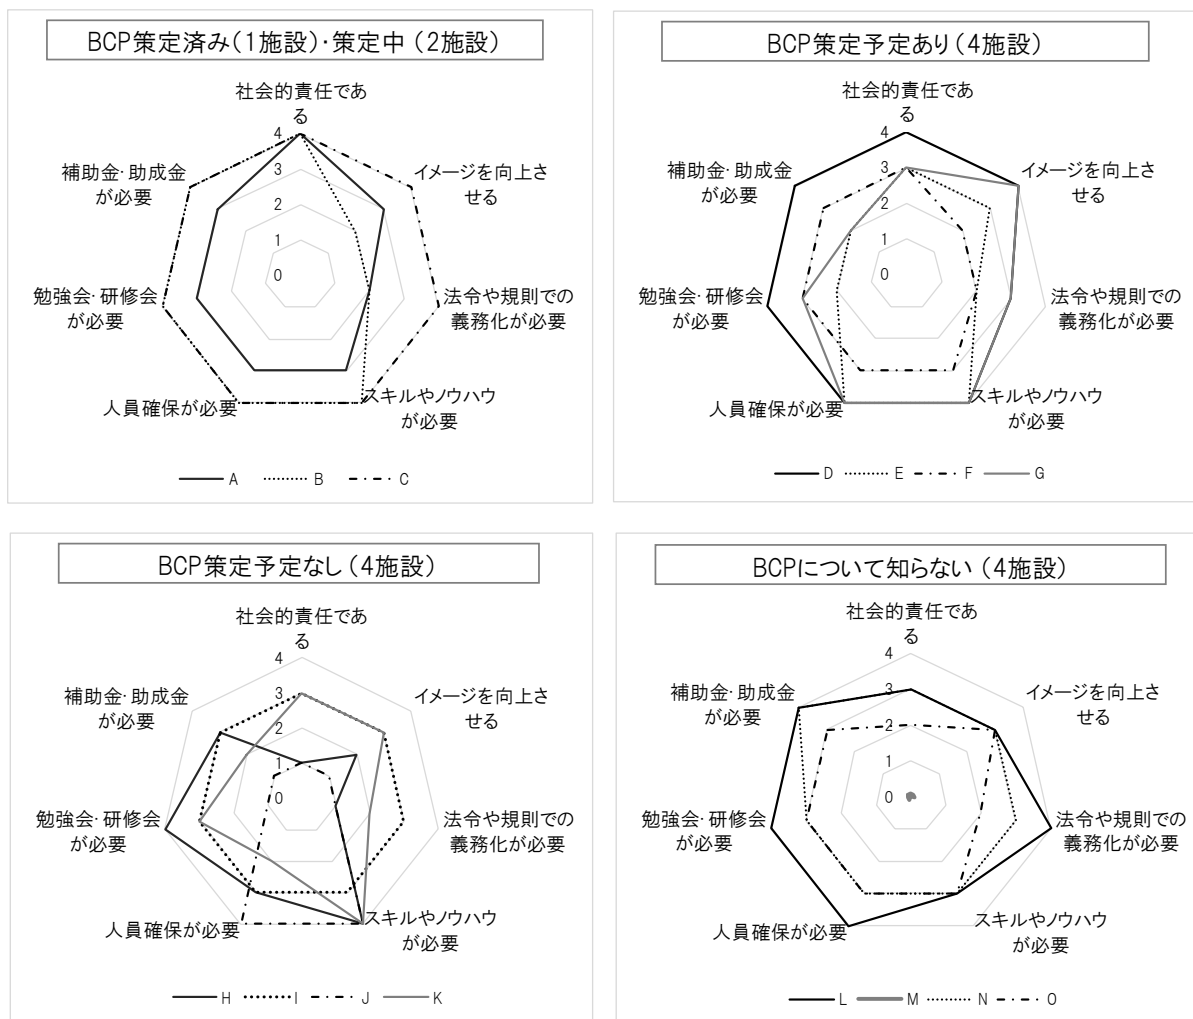 BCP策定済み(1施設)・策定中(2施設)
社会的責任であ
る
イメージを向上さ
せる
法令や規則での
義務化が必要
スキルやノウハウ
が必要
人員確保が必要
勉強会・研修会
が必要
補助金・助成金
が必要
4
3
2
1
0
A B C
BCP策定予定あり(4施設)
社会的責任であ
る
イメージを向上さ
せる
法令や規則での
義務化が必要
スキルやノウハウ
が必要
人員確保が必要
勉強会・研修会
が必要
補助金・助成金
が必要
4
3
2
1
0
D E F G
BCP策定予定なし(4施設)
社会的責任であ
る
イメージを向上さ
せる
法令や規則での
義務化が必要
スキルやノウハウ
が必要
人員確保が必要
勉強会・研修会
が必要
補助金・助成金
が必要
4
3
2
1
0
H I J K
BCPについて知らない(4施設)
社会的責任であ
る
イメージを向上さ
せる
法令や規則での
義務化が必要
スキルやノウハウ
が必要
人員確保が必要
勉強会・研修会
が必要
補助金・助成金
が必要
4
3
2
1
0
L M N O